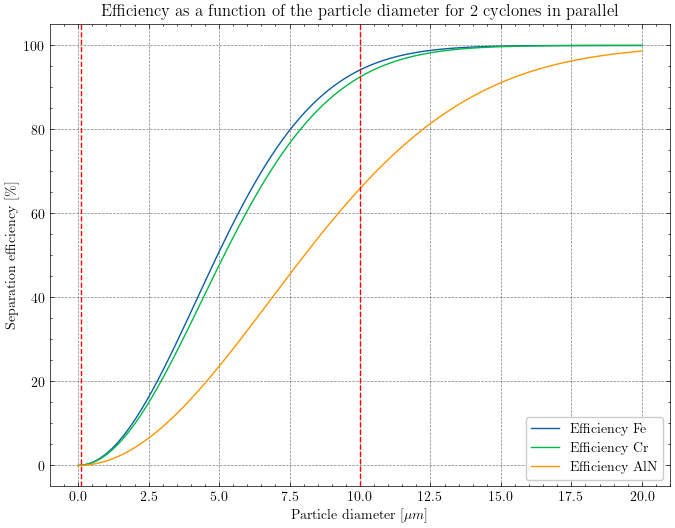 Efficiency as a function of the particle diameter for 2 cyclones in parallel
Separation efficiency [%]
100
80
60
40
20
0
Efficiency Fe
Efficiency Cr
Efficiency AlN
0.0 2.5 5.0 7.5 10.0 12.5 15.0 17.5 20.0
Particle diameter [μm]